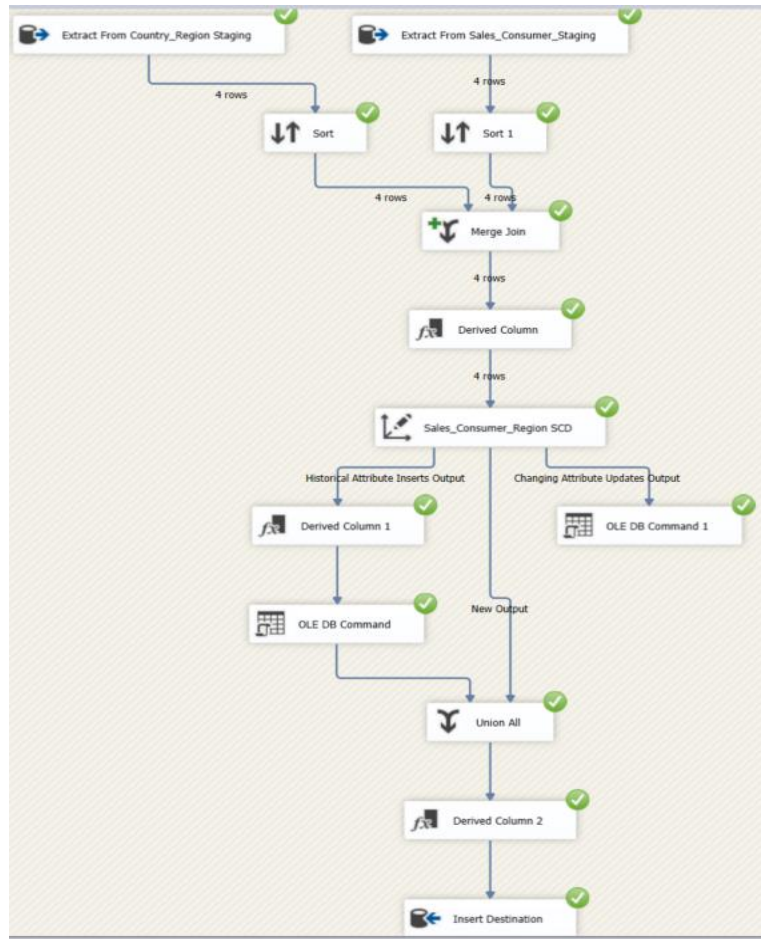 Extract From Country_Region Staging
Extract From Sales_Consumer_Staging
4 rows
4 rows
Sort
Sort 1
4 rows
4 rows
Merge Join
4 rows
Derived Column
4 rows
Sales_Consumer_Region SCD
Historical Attribute Inserts Output
Changing Attribute Updates Output
Derived Column 1
OLE DB Command 1
New Output
OLE DB Command
Union All
Derived Column 2
Insert Destination